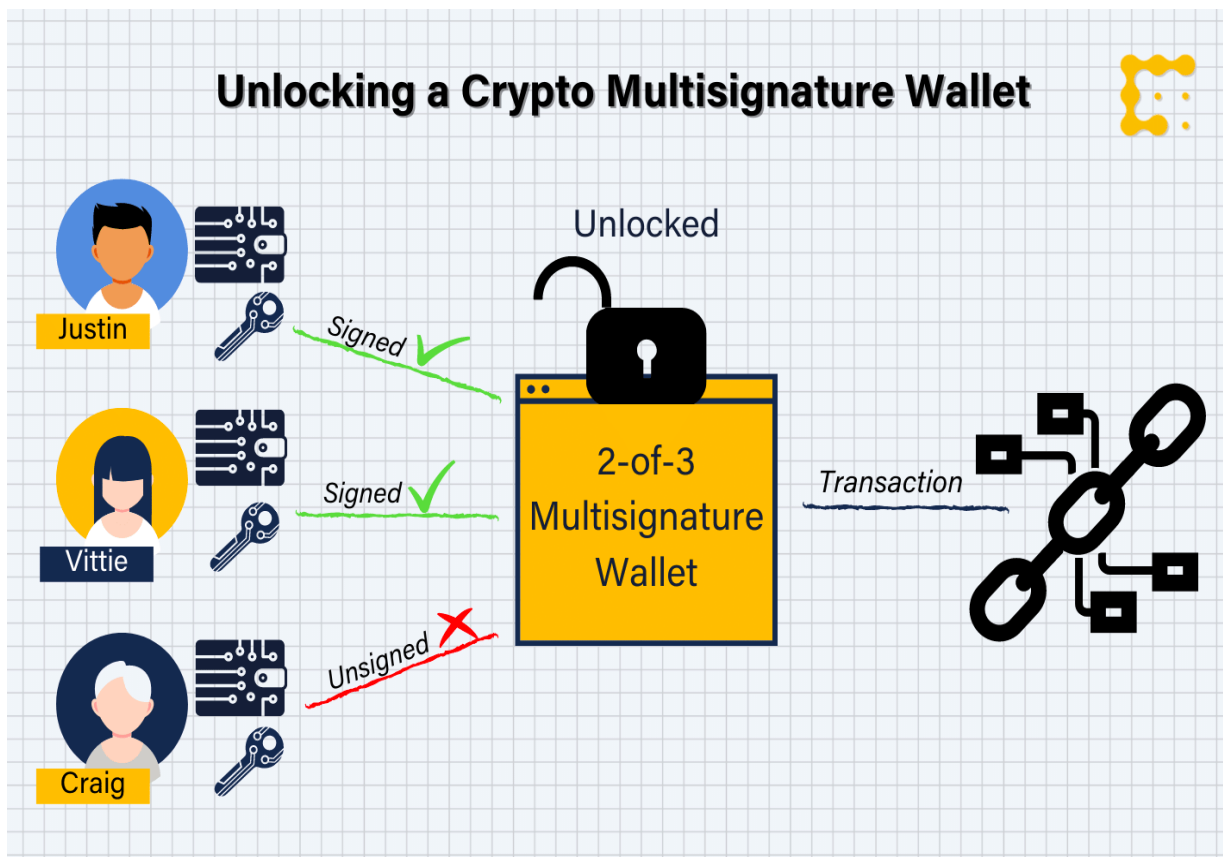 Unlocking a Crypto Multisignature Wallet
Unlocked
Justin
Signed
Vittie
Signed
Craig
Unsigned
2-of-3
Multisignature
Wallet
Transaction